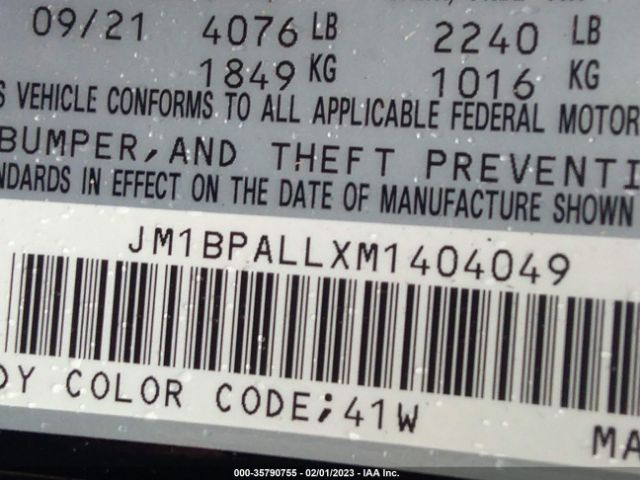 09/21 4076 LB 2240 LB
1849 KG 1016 KG
S VEHICLE CONFORMS TO ALL APPLICABLE FEDERAL MOTOR
BUMPER, AND THEFT PREVENTI
NDARDS IN EFFECT ON THE DATE OF MANUFACTURE SHOWN
JM1BPALLXM1404049
DY COLOR CODE;41W
MA
000-35790755 - 02/01/2023 - IAA Inc.